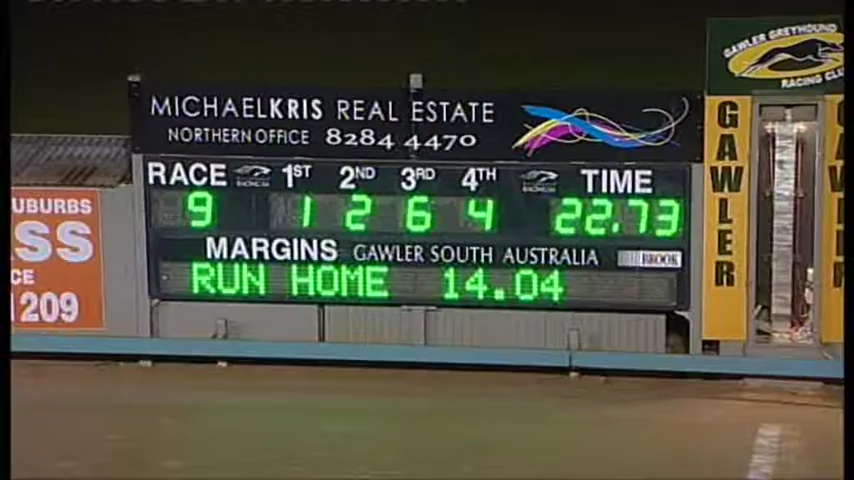 GAWLER GREYHOUND
RACING CLUB
MICHAELKRIS REAL ESTATE
NORTHERN OFFICE 8284 4470
RACE 1ST 2ND 3RD 4TH TIME
9 1 2 6 4 22.73
MARGINS GAWLER SOUTH AUSTRALIA BROOK
RUN HOME 14.04
UBURBS
SS
CE
1209
GAWLER